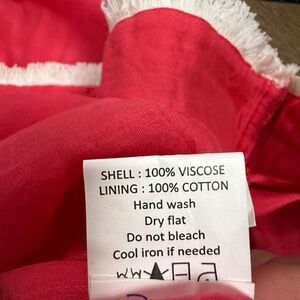 SHELL : 100% VISCOSE
LINING : 100% COTTON
Hand wash
Dry flat
Do not bleach
Cool iron if needed